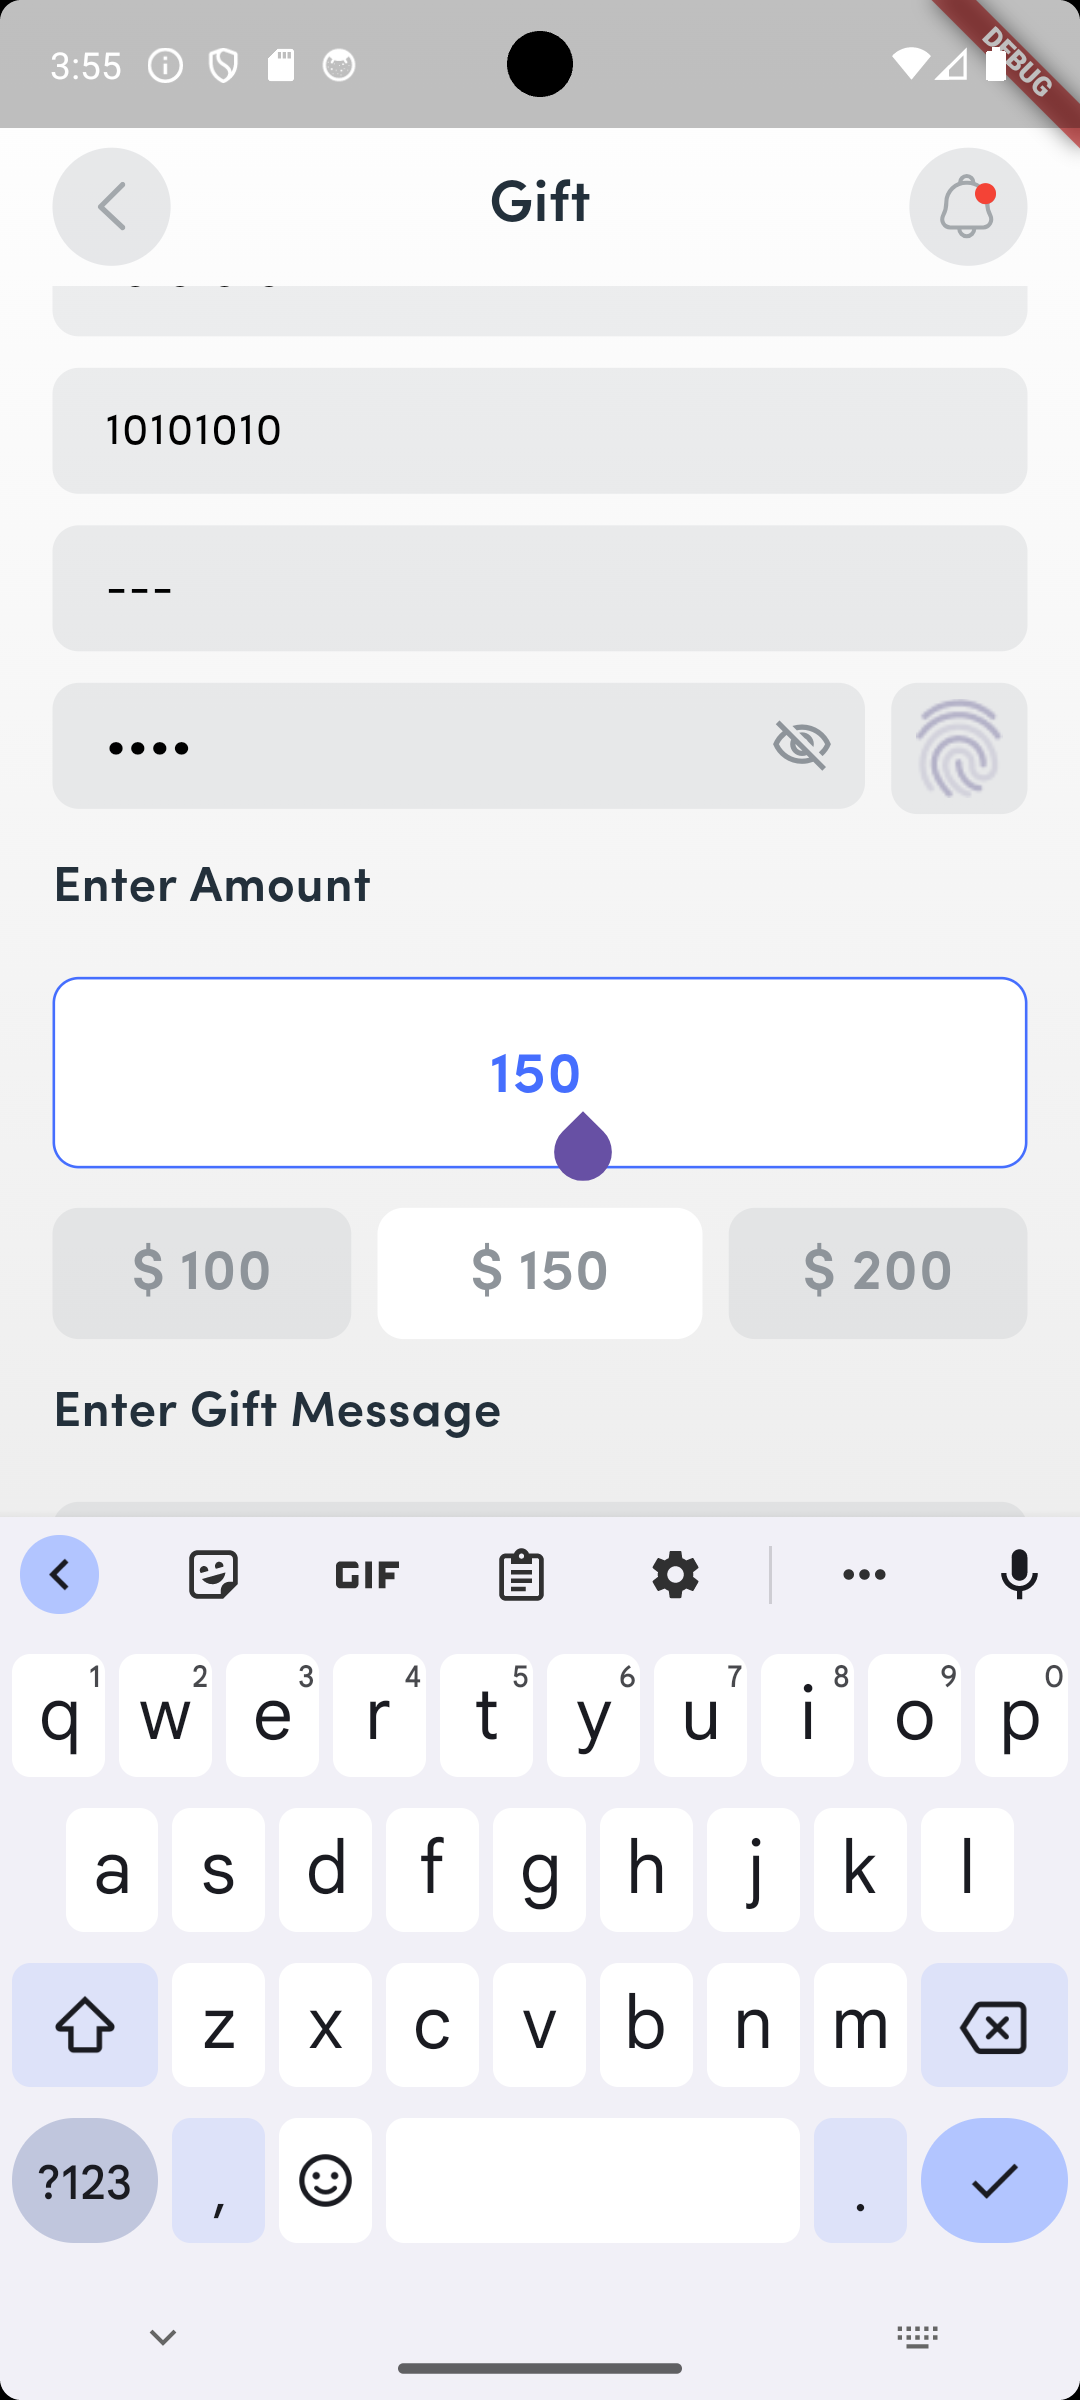 3:55
DEBUG
Gift
10101010
---
••••
Enter Amount
150
$ 100
$ 150
$ 200
Enter Gift Message
GIF
q 1 w 2 e 3 r 4 t 5 y 6 u 7 i 8 o 9 p 0
a s d f g h j k l
z x c v b n m
?123 , .